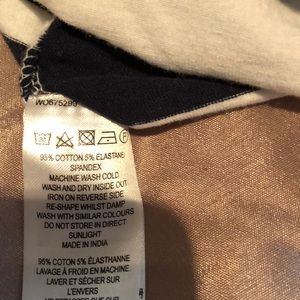 WO675293
95% COTTON 5% ELASTANE
SPANDEX
MACHINE WASH COLD
WASH AND DRY INSIDE OUT
IRON ON REVERSE SIDE
RE-SHAPE WHILST DAMP
WASH WITH SIMILAR COLOURS
DO NOT STORE IN DIRECT
SUNLIGHT
MADE IN INDIA
95% COTON 5% ÉLASTHANNE
LAVAGE À FROID EN MACHINE.
LAVER ET SÉCHER SUR
L'ENVERS